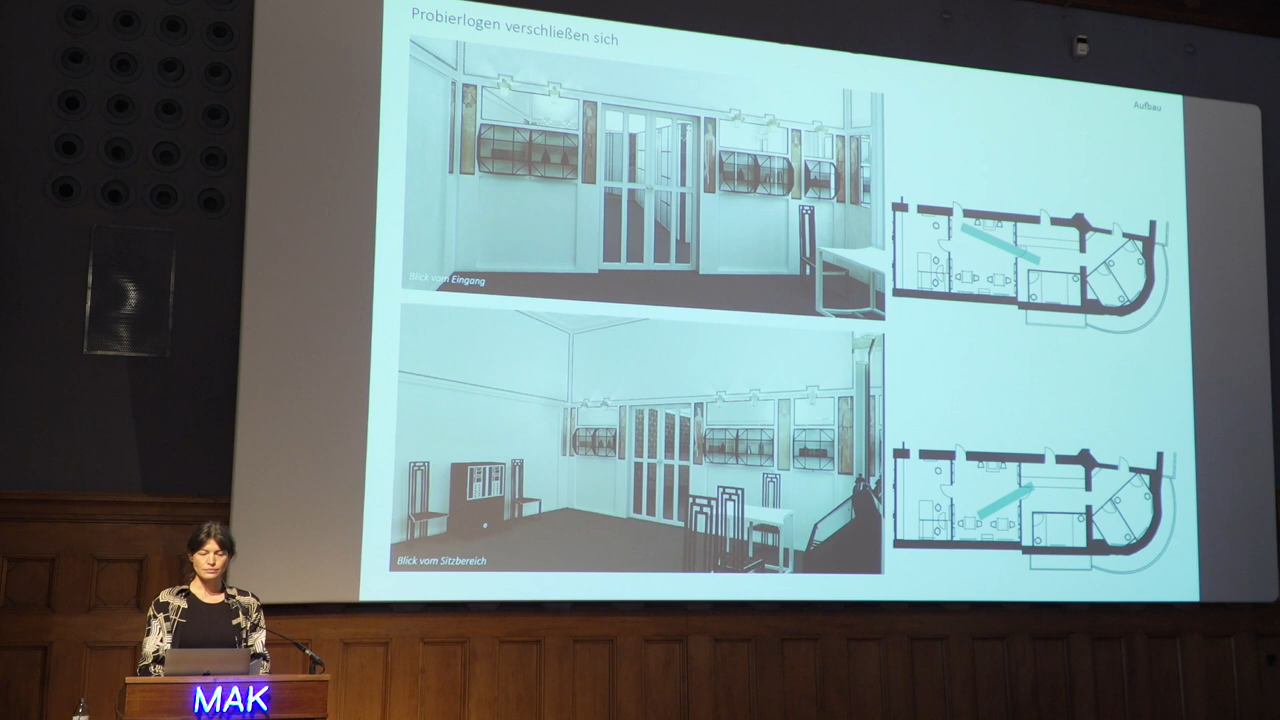 Probierlogen verschließen sich
Aufbau
Blick vom Eingang
Blick vom Sitzbereich
MAK